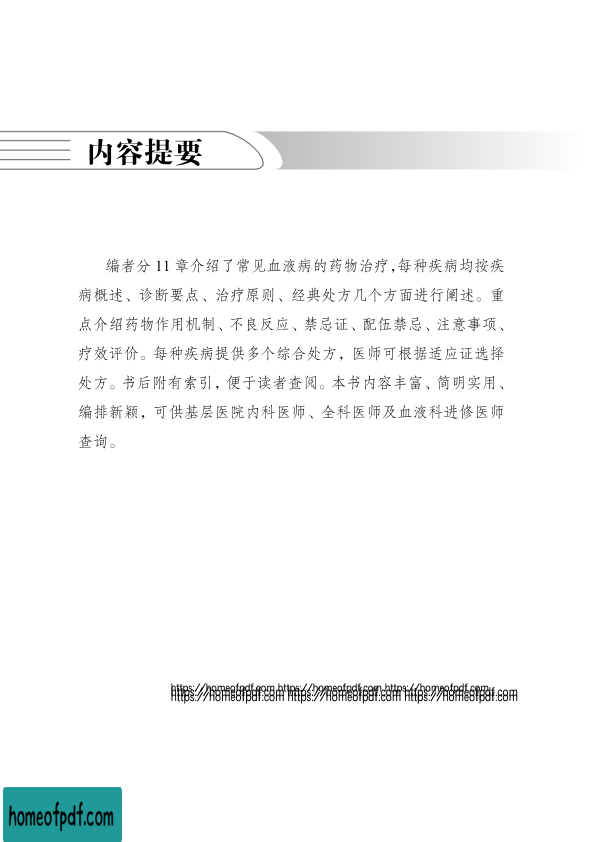 内容提要
编者分 11 章介绍了常见血液病的药物治疗，每种疾病均按疾
病概述、诊断要点、治疗原则、经典处方几个方面进行阐述。重
点介绍药物作用机制、不良反应、禁忌证、配伍禁忌、注意事项、
疗效评价。每种疾病提供多个综合处方，医师可根据适应证选择
处方。书后附有索引，便于读者查阅。本书内容丰富、简明实用、
编排新颖，可供基层医院内科医师、全科医师及血液科进修医师
查询。
https://homeofpdf.com https://homeofpdf.com https://homeofpdf.com
https://homeofpdf.com https://homeofpdf.com https://homeofpdf.com
https://homeofpdf.com https://homeofpdf.com https://homeofpdf.com
homeofpdf.com